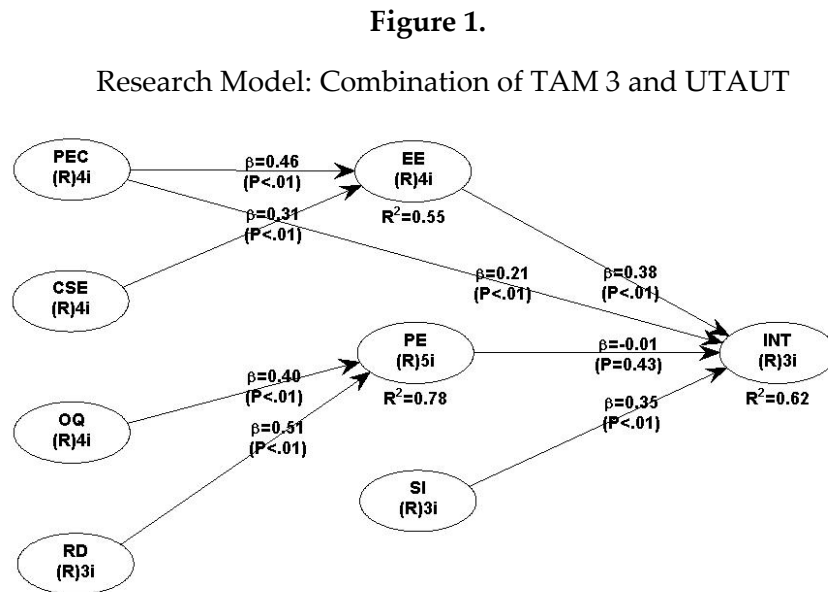 Figure 1.
Research Model: Combination of TAM 3 and UTAUT
PEC
(R)4i
β=0.46
(P<.01)
EE
(R)4i
R²=0.55
β=0.31
(P<.01)
CSE
(R)4i
β=0.21
(P<.01)
β=0.38
(P<.01)
PE
(R)5i
R²=0.78
β=-0.01
(P=0.43)
INT
(R)3i
R²=0.62
β=0.40
(P<.01)
OQ
(R)4i
β=0.51
(P<.01)
β=0.35
(P<.01)
SI
(R)3i
RD
(R)3i